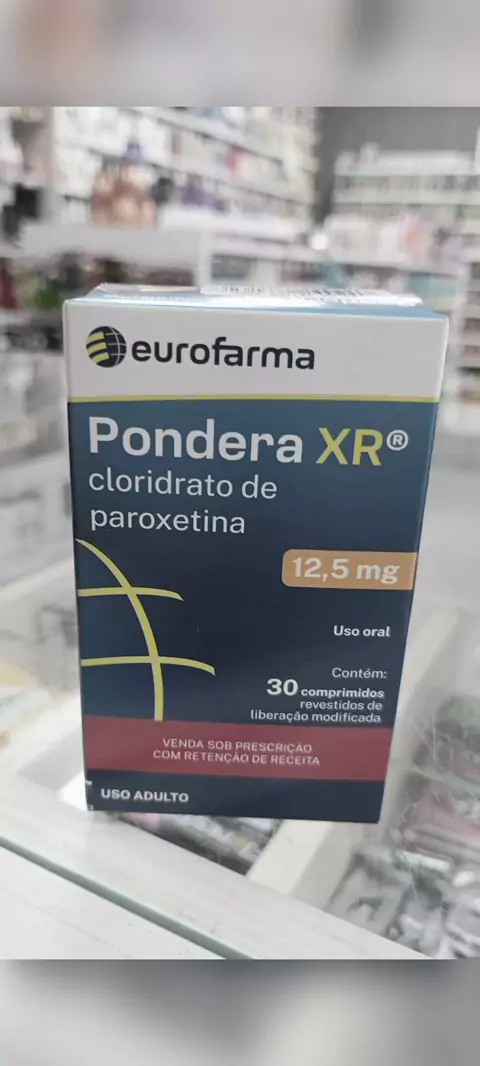 eurofarma
Pondera XR®
cloridrato de
paroxetina
12,5 mg
Uso oral
Contém:
30 comprimidos
revestidos de
liberação modificada
VENDA SOB PRESCRIÇÃO
COM RETENÇÃO DE RECEITA
USO ADULTO